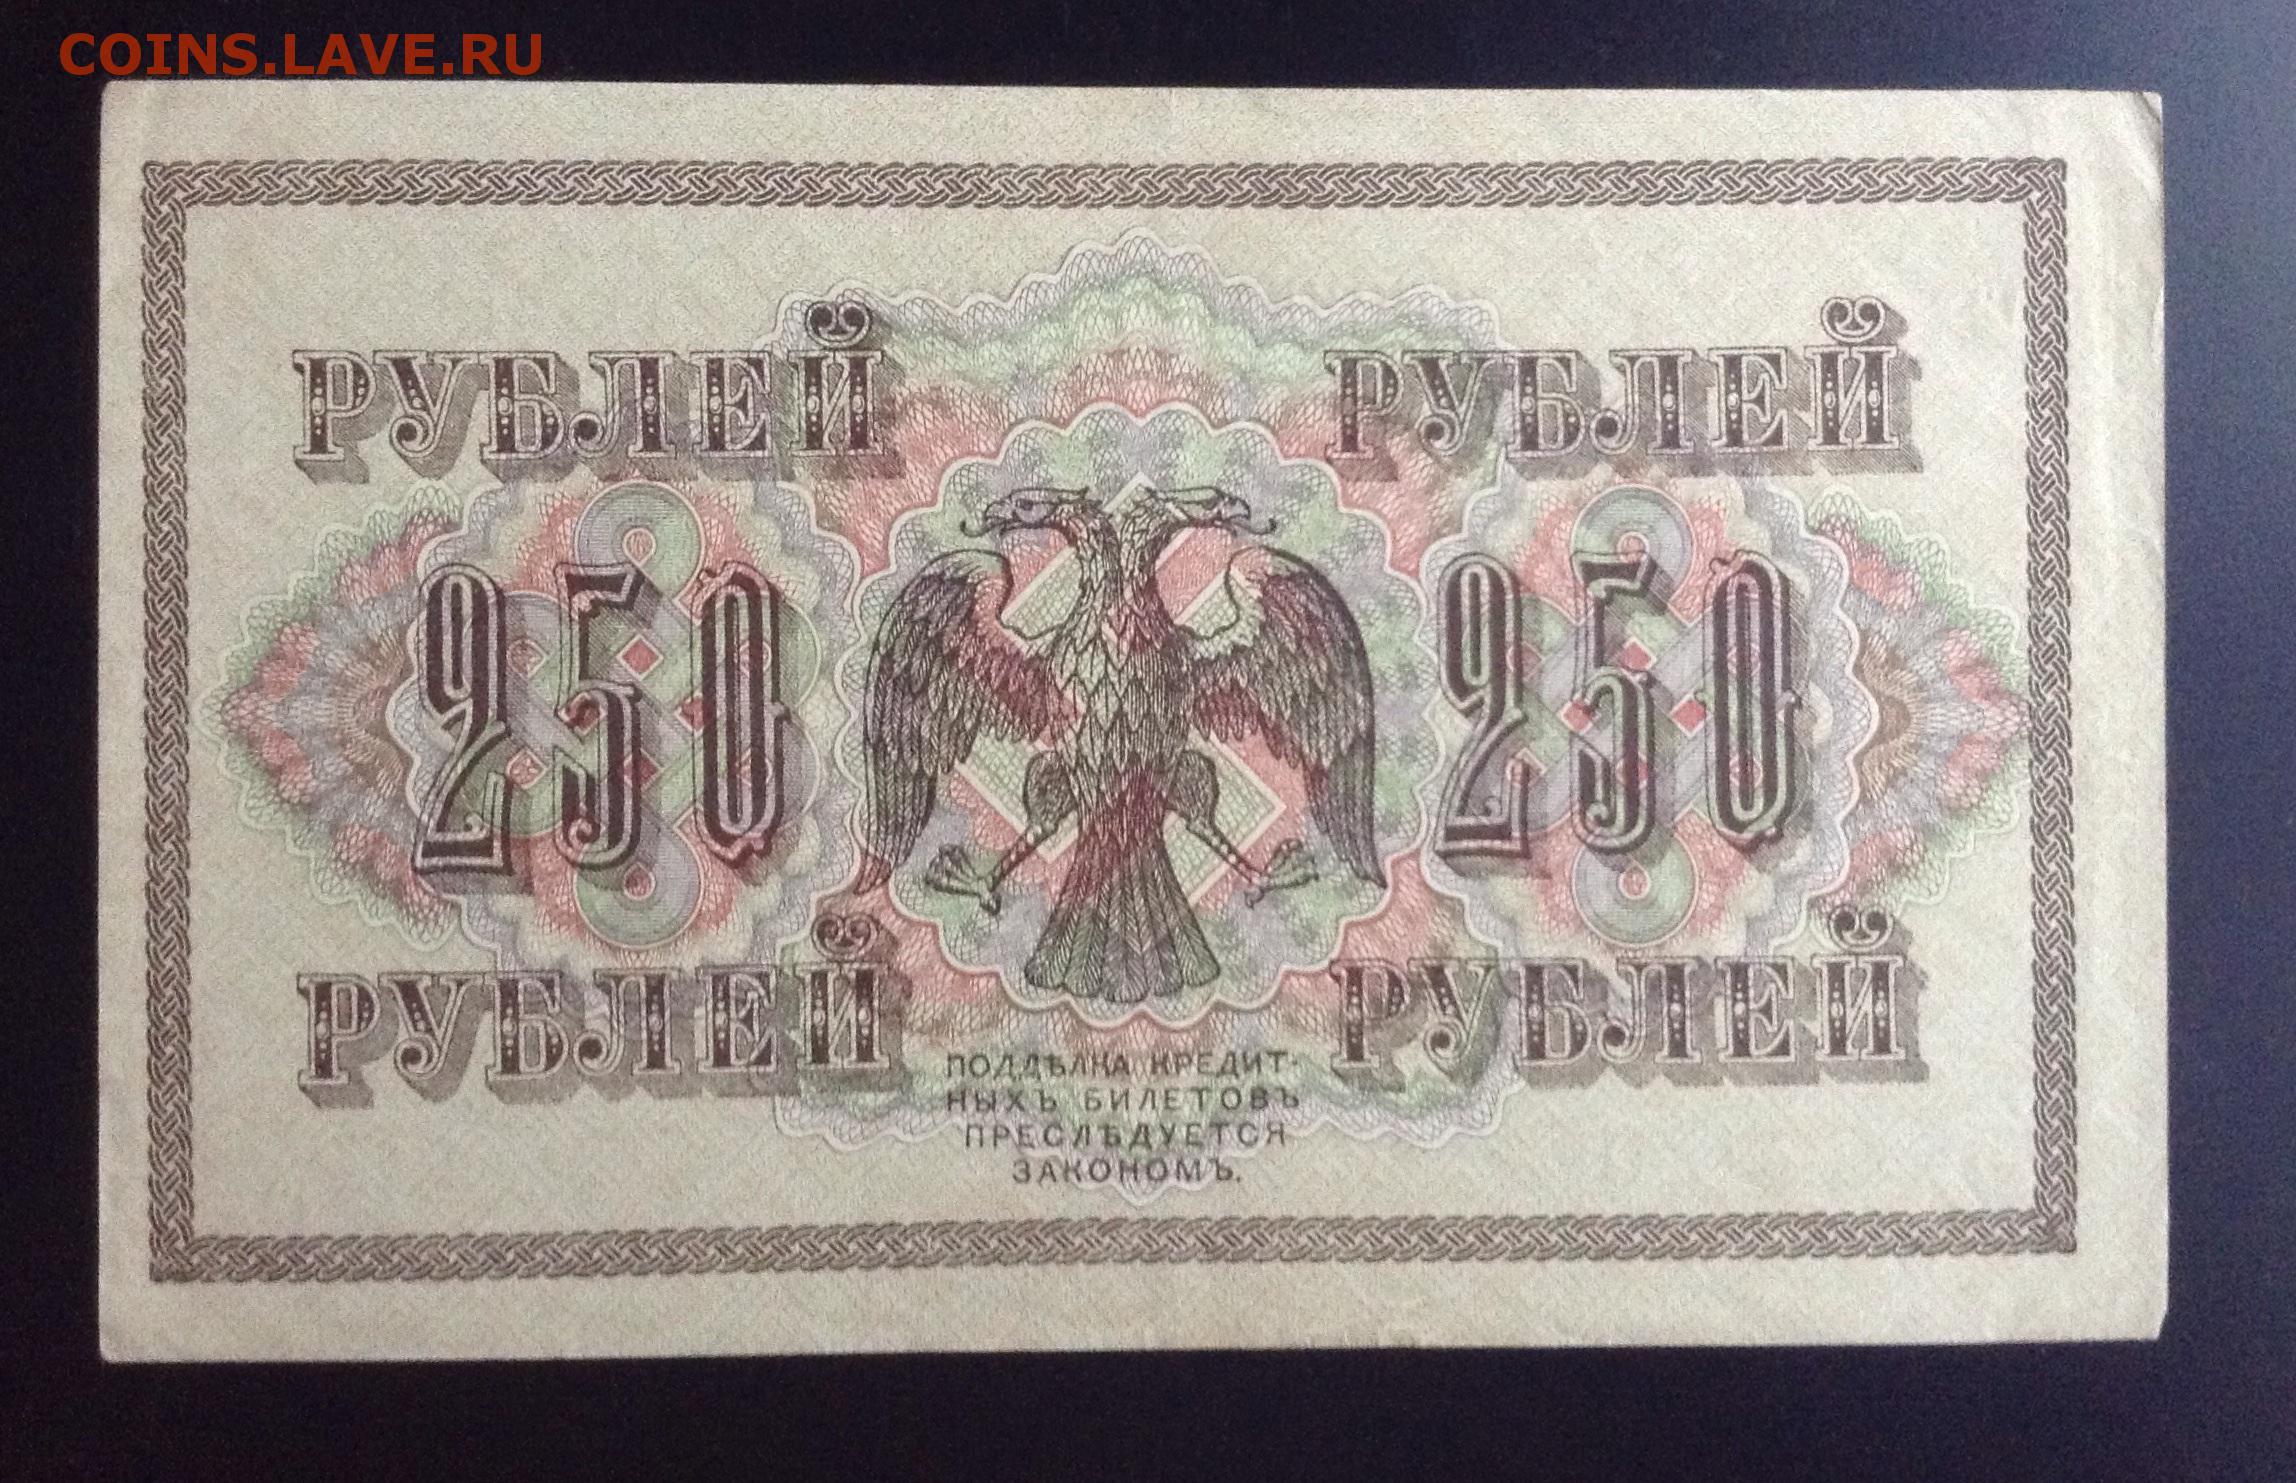 COINS.LAVE.RU
РУБЛЕЙ РУБЛЕЙ
250 250
РУБЛЕЙ РУБЛЕЙ
ПОДДѢЛКА КРЕДИТ-
НЫХЪ БИЛЕТОВЪ
ПРЕСЛѢДУЕТСЯ
ЗАКОНОМЪ.